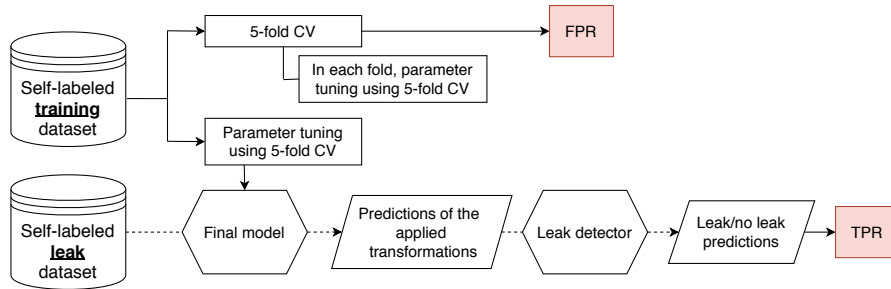 5-fold CV
FPR
In each fold, parameter
tuning using 5-fold CV
Self-labeled
training
dataset
Parameter tuning
using 5-fold CV
Self-labeled
leak
dataset
Final model
Predictions of the
applied
transformations
Leak detector
Leak/no leak
predictions
TPR